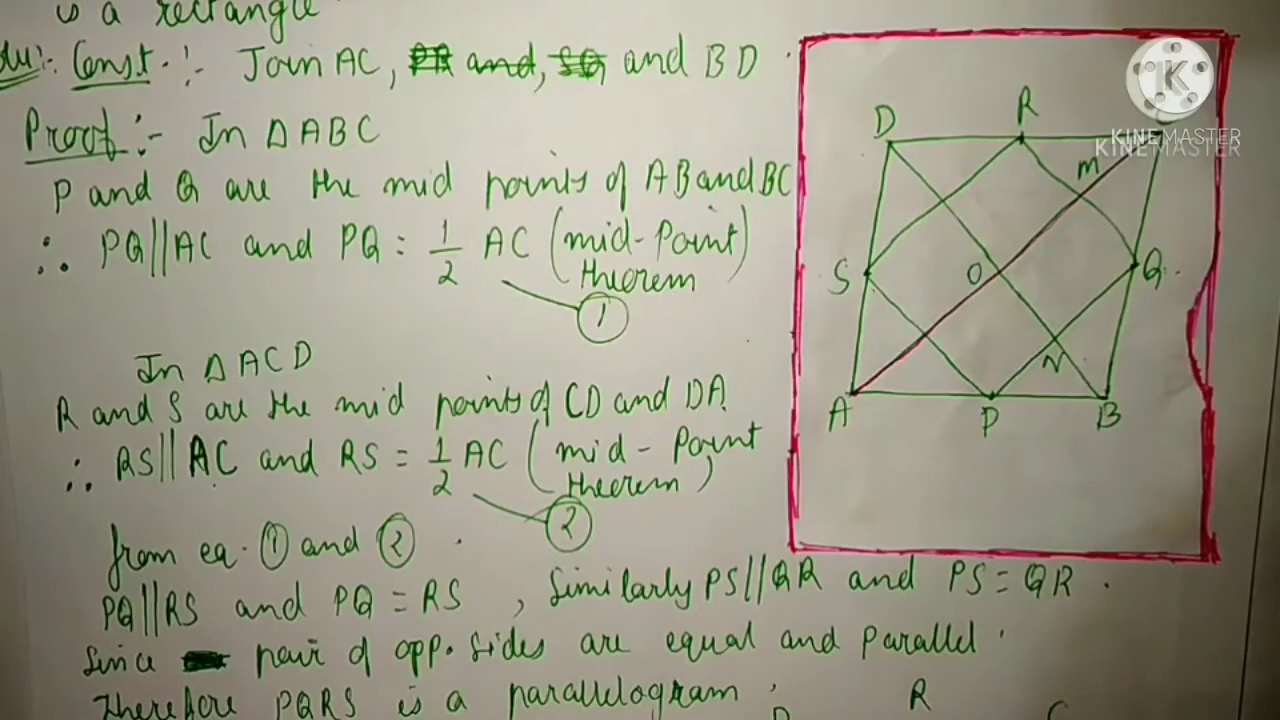 is a rectangle
Const :- Join AC, and BD
Proof :- In △ABC
P and Q are the mid points of AB and BC
∴ PQ||AC and PQ = 1/2 AC (mid-Point theorem)
1
In △ACD
R and S are the mid points of CD and DA.
∴ RS||AC and RS = 1/2 AC (mid-Point theorem)
2
from eq. ① and ②
PQ||RS and PQ = RS , Similarly PS||QR and PS = QR .
Since pair of opp. sides are equal and parallel .
Therefore PQRS is a parallelogram .
D R
M
S O Q
N
A P B
K
KINEMASTER
KINEMASTER
R